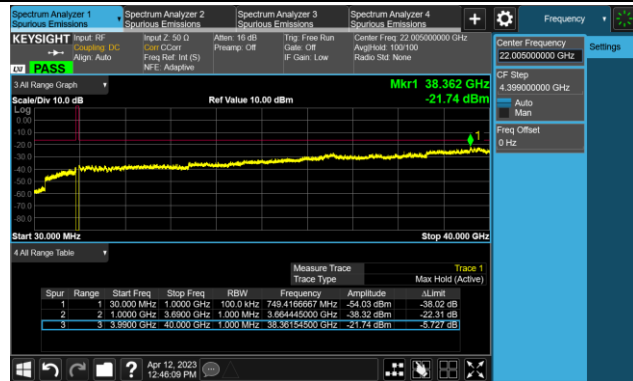 Spectrum Analyzer 1
Spurious Emissions
Spectrum Analyzer 2
Spurious Emissions
Spectrum Analyzer 3
Spurious Emissions
Spectrum Analyzer 4
Spurious Emissions
+
Frequency
KEYSIGHT
Input: RF
Coupling: DC
Align: Auto
Input Z: 50 Ω
Corr CCorr
Freq Ref: Int (S)
NFE: Adaptive
Atten: 16 dB
Preamp: Off
Trig: Free Run
Gate: Off
IF Gain: Low
Center Freq: 22.005000000 GHz
Avg|Hold: 100/100
Radio Std: None
LXI PASS
Center Frequency
22.005000000 GHz
Settings
CF Step
4.399000000 GHz
Auto
Man
Freq Offset
0 Hz
3 All Range Graph
Mkr1 38.362 GHz
Scale/Div 10.0 dB
Ref Value 10.00 dBm
-21.74 dBm
Log
0.00
-10.0
-20.0
-30.0
-40.0
-50.0
-60.0
-70.0
-80.0
1
Start 30.000 MHz
Stop 40.000 GHz
4 All Range Table
Measure Trace Trace 1
Trace Type Max Hold (Active)
Spur Range Start Freq Stop Freq RBW Frequency Amplitude ΔLimit
1 1 30.000 MHz 1.0000 GHz 100.0 kHz 749.4166667 MHz -54.03 dBm -38.02 dB
2 2 1.0000 GHz 3.6900 GHz 1.000 MHz 3.664445000 GHz -38.32 dBm -22.31 dB
3 3 3.9900 GHz 40.000 GHz 1.000 MHz 38.36154500 GHz -21.74 dBm -5.727 dB
?
Apr 12, 2023
12:46:09 PM